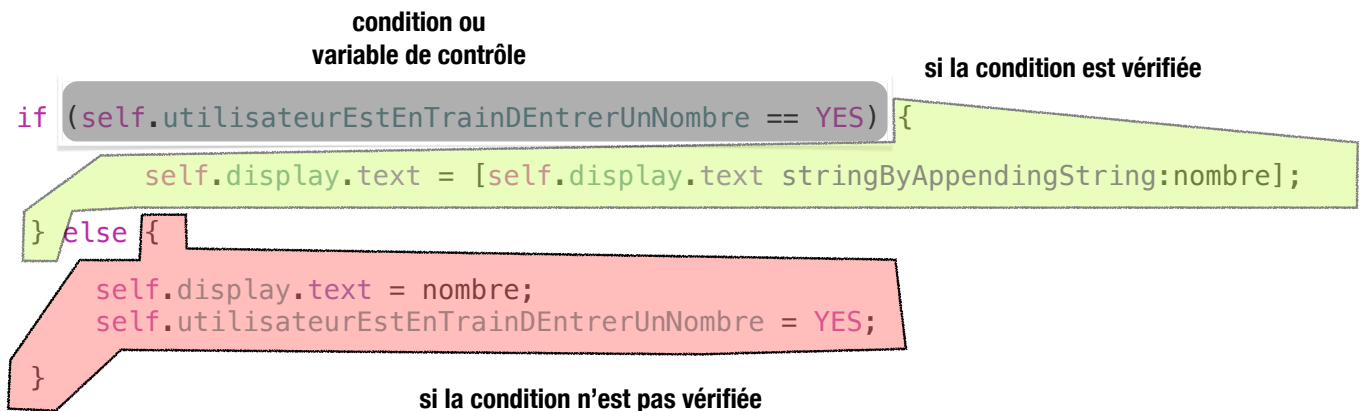 condition ou
variable de contrôle
si la condition est vérifiée
if (self.utilisateurEstEnTrainDEntrerUnNombre == YES) {
self.display.text = [self.display.text stringByAppendingString:nombre];
} else {
self.display.text = nombre;
self.utilisateurEstEnTrainDEntrerUnNombre = YES;
}
si la condition n'est pas vérifiée